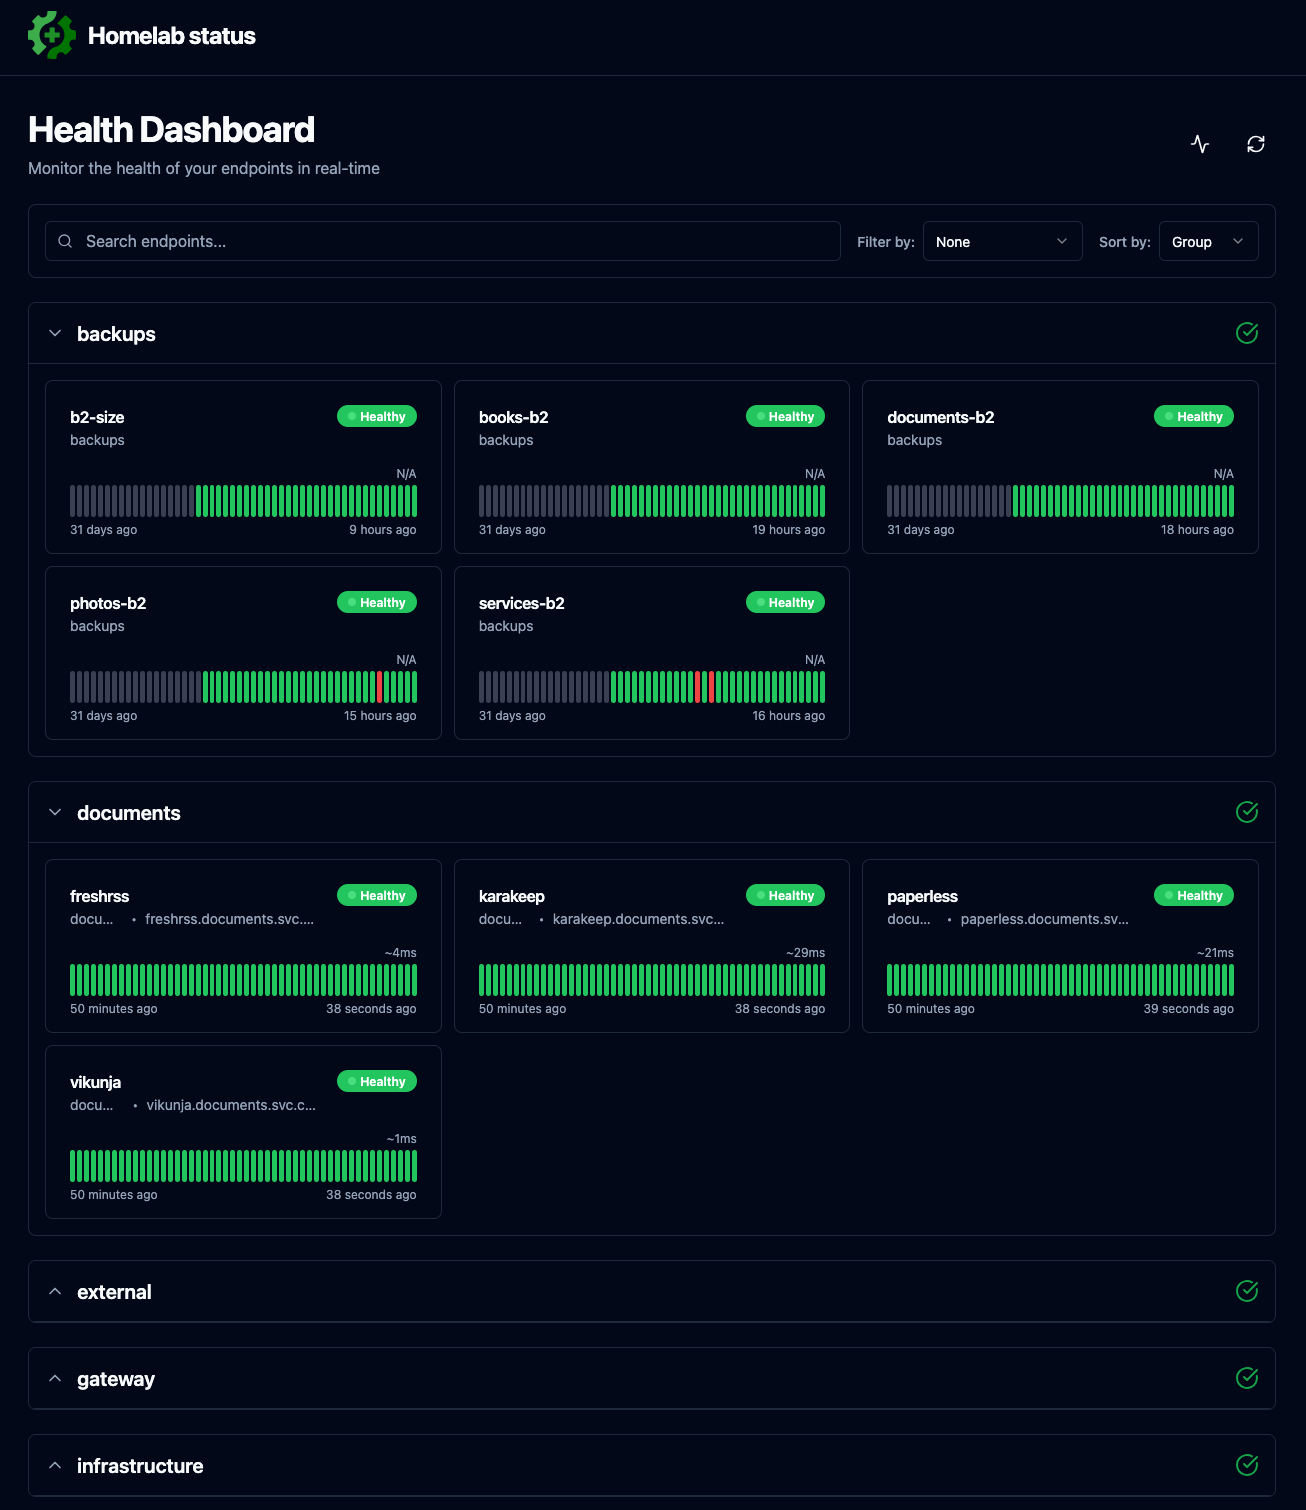 Homelab status
Health Dashboard
Monitor the health of your endpoints in real-time
Search endpoints... Filter by: None Sort by: Group
backups
b2-size Healthy
backups
N/A
31 days ago 9 hours ago
books-b2 Healthy
backups
N/A
31 days ago 19 hours ago
documents-b2 Healthy
backups
N/A
31 days ago 18 hours ago
photos-b2 Healthy
backups
N/A
31 days ago 15 hours ago
services-b2 Healthy
backups
N/A
31 days ago 16 hours ago
documents
freshrss Healthy
docu... • freshrss.documents.svc....
~4ms
50 minutes ago 38 seconds ago
karakeep Healthy
docu... • karakeep.documents.svc...
~29ms
50 minutes ago 38 seconds ago
paperless Healthy
docu... • paperless.documents.sv...
~21ms
50 minutes ago 39 seconds ago
vikunja Healthy
docu... • vikunja.documents.svc.c...
~1ms
50 minutes ago 38 seconds ago
external
gateway
infrastructure